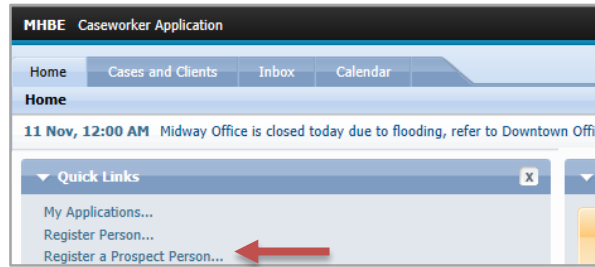 MHBE Caseworker Application
Home Cases and Clients Inbox Calendar
Home
11 Nov, 12:00 AM Midway Office is closed today due to flooding, refer to Downtown Offi
Quick Links X
My Applications...
Register Person...
Register a Prospect Person...